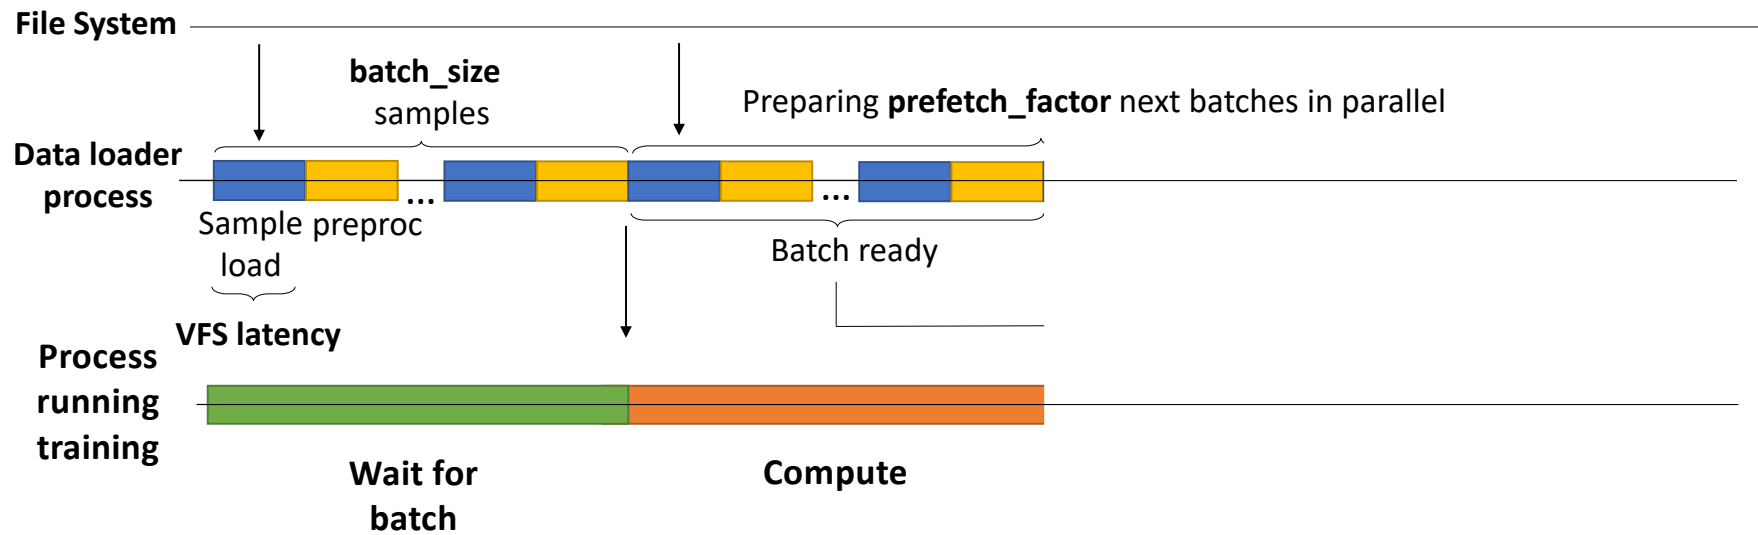 File System
batch_size
samples
Preparing prefetch_factor next batches in parallel
Data loader
process
...
...
Sample preproc
load
Batch ready
VFS latency
Process
running
training
Wait for
batch
Compute